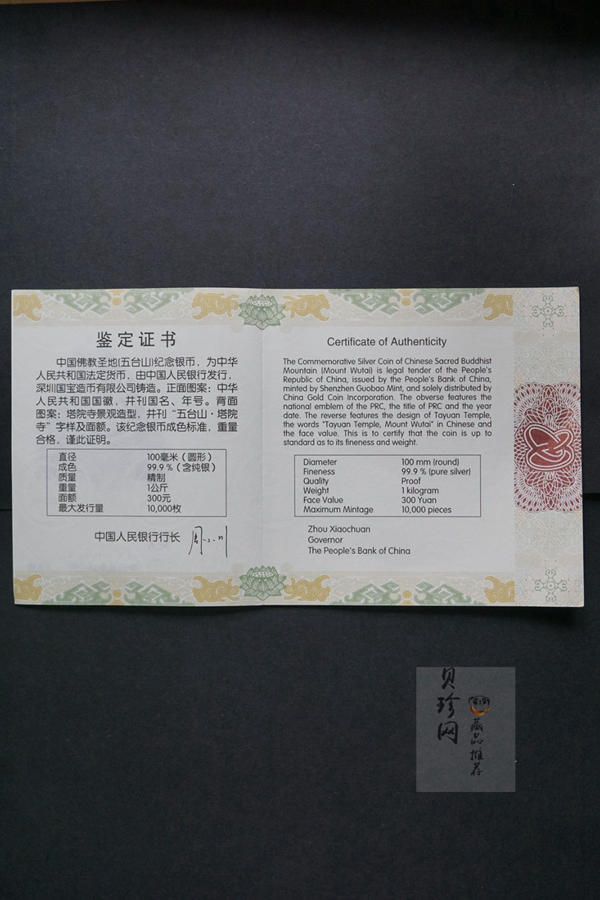 鉴定证书
中国佛教圣地(五台山)纪念银币，为中华
人民共和国法定货币，由中国人民银行发行，
深圳国宝造币有限公司铸造。正面图案：中华
人民共和国国徽，并刊国名、年号。背面
图案：塔院寺景观造型，并刊“五台山·塔院
寺”字样及面额。该纪念银币成色标准，重量
合格，谨此证明。
直径 100毫米（圆形）
成色 99.9％（含纯银）
质量 精制
重量 1公斤
面额 300元
最大发行量 10,000枚
中国人民银行行长 周小川
Certificate of Authenticity
The Commemorative Silver Coin of Chinese Sacred Buddhist
Mountain (Mount Wutai) is legal tender of the People's
Republic of China, issued by the People's Bank of China,
minted by Shenzhen Guobao Mint, and solely distributed by
China Gold Coin Incorporation. The obverse features the
national emblem of the PRC, the title of PRC and the year
date. The reverse features the design of Tayuan Temple,
the words "Tayuan Temple, Mount Wutai" in Chinese and
the face value. This is to certify that the coin is up to
standard as to its fineness and weight.
Diameter 100 mm (round)
Fineness 99.9 % (pure silver)
Quality Proof
Weight 1 kilogram
Face Value 300 Yuan
Maximum Mintage 10,000 pieces
Zhou Xiaochuan
Governor
The People's Bank of China
贝珍网
藏品推荐